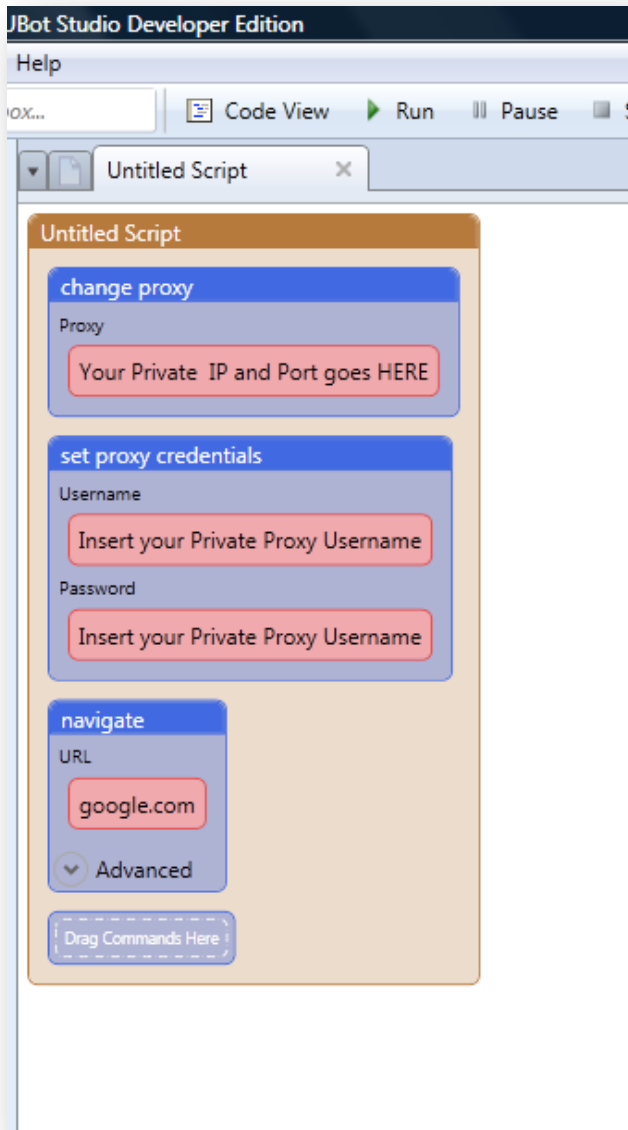 UBot Studio Developer Edition
Help
ox...
Code View
Run
Pause
Untitled Script
Untitled Script
change proxy
Proxy
Your Private  IP and Port goes HERE
set proxy credentials
Username
Insert your Private Proxy Username
Password
Insert your Private Proxy Username
navigate
URL
google.com
Advanced
Drag Commands Here